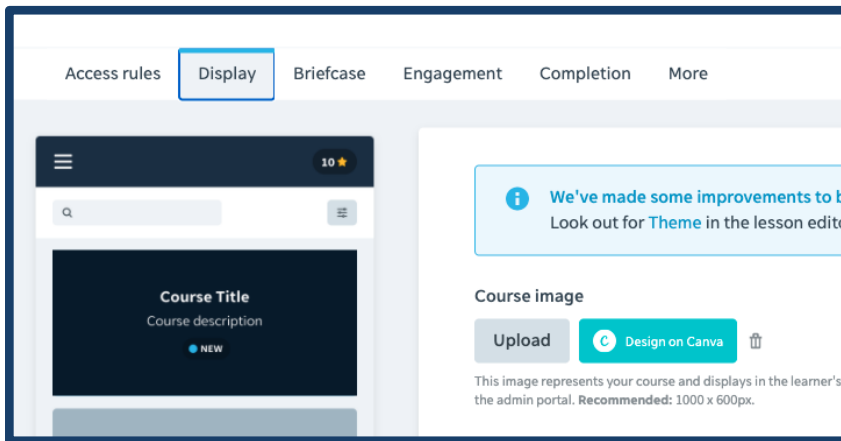 Access rules Display Briefcase Engagement Completion More
10
Course Title
Course description
NEW
We've made some improvements to b
Look out for Theme in the lesson edito
Course image
Upload
C Design on Canva
This image represents your course and displays in the learner's
the admin portal. Recommended: 1000 x 600px.